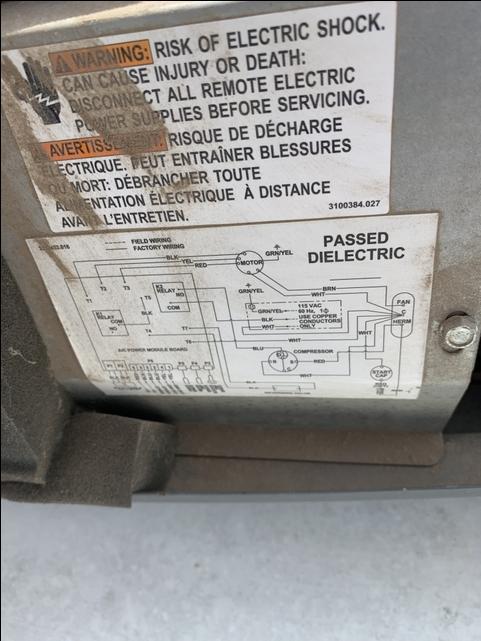 WARNING: RISK OF ELECTRIC SHOCK.
CAN CAUSE INJURY OR DEATH:
DISCONNECT ALL REMOTE ELECTRIC
POWER SUPPLIES BEFORE SERVICING.
AVERTISSEMENT: RISQUE DE DÉCHARGE
ÉLECTRIQUE. PEUT ENTRAÎNER BLESSURES
OU MORT: DÉBRANCHER TOUTE
ALIMENTATION ÉLECTRIQUE À DISTANCE
AVANT L'ENTRETIEN.
3100384.027
FIELD WIRING
FACTORY WIRING
PASSED
DIELECTRIC
BLK
YEL
RED
MOTOR
GRN/YEL
T2 T3
K2
RELAY
NO
COM
T1
T5
GRN/YEL
BRN
WHT
FAN
C
HERM
115 VAC
60 Hz, 1Φ
USE COPPER
CONDUCTORS
ONLY
GRN/YEL
BLK
WHT
RELAY
COM
NO
BLK
T4
T7
T6
WHT
WHT
BLU
COMPRESSOR
S
R
C
RED
WHT
A/C POWER MODULE BOARD
START
CAP
BLK